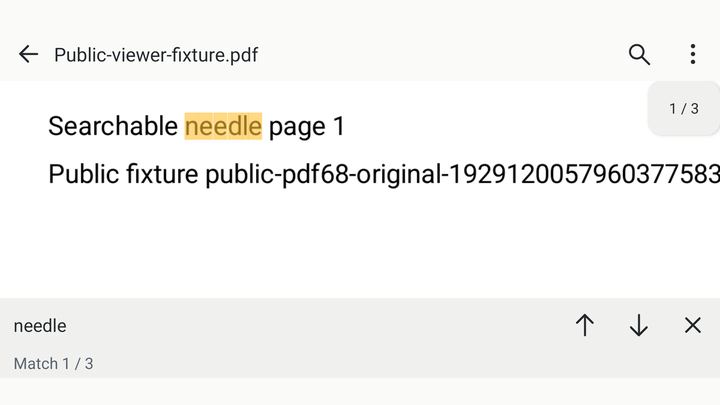 Public-viewer-fixture.pdf
1 / 3
Searchable needle page 1
Public fixture public-pdf68-original-1929120057960377583
needle
Match 1 / 3